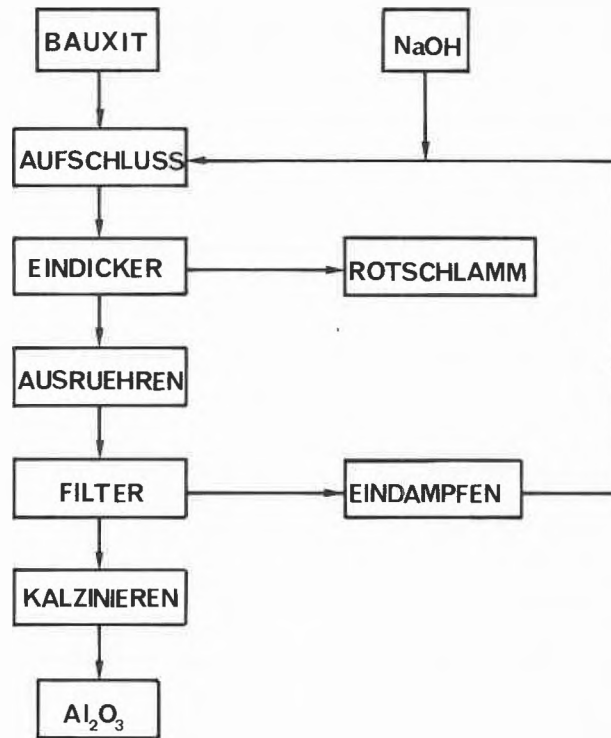 BAUXIT
NaOH
AUFSCHLUSS
EINDICKER
ROTSCHLAMM
AUSRUEHREN
FILTER
EINDAMPFEN
KALZINIEREN
Al₂O₃